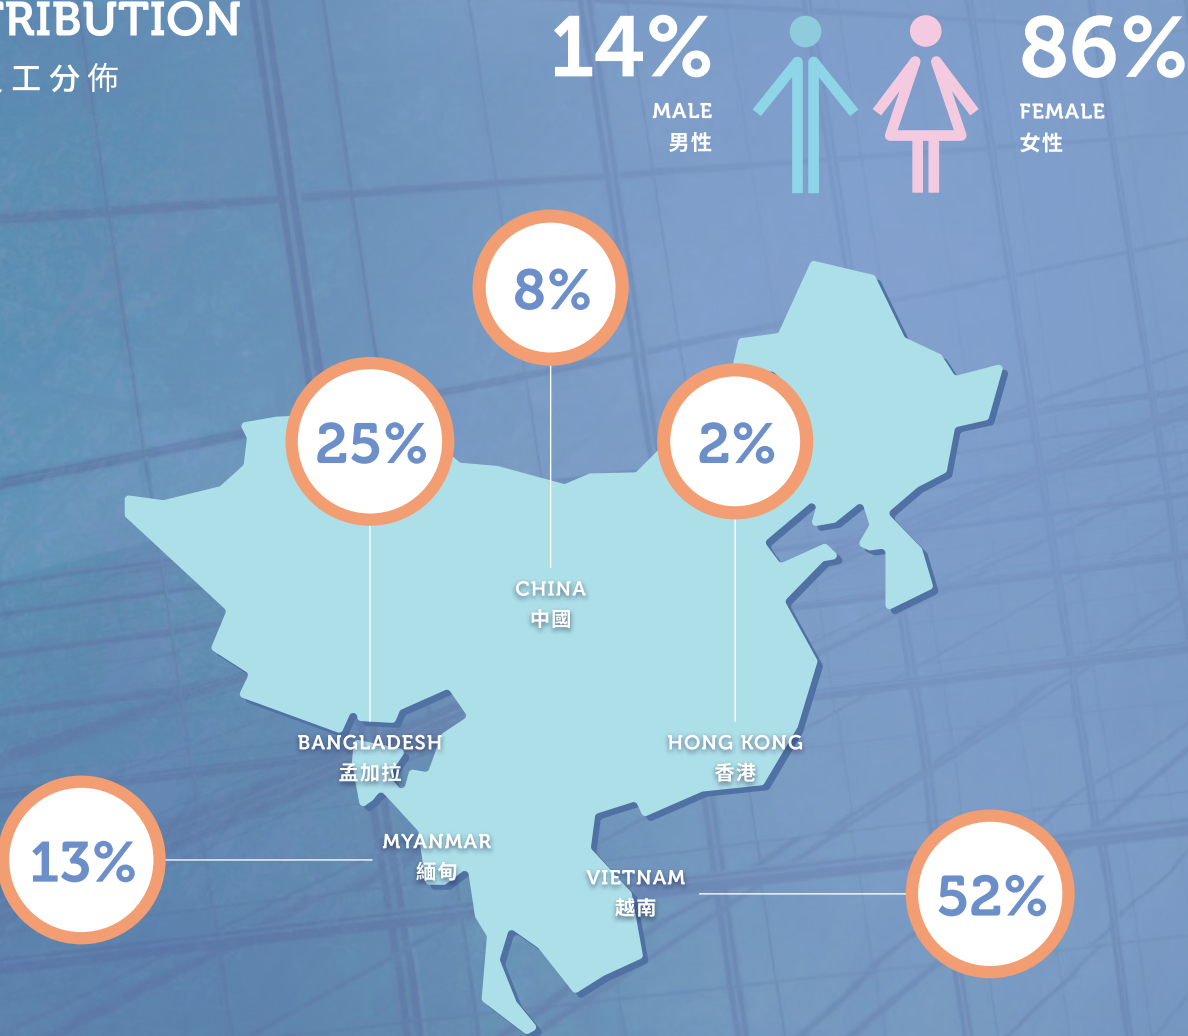 TRIBUTION
工分佈
14%
MALE
男性
86%
FEMALE
女性
8%
25%
2%
CHINA
中國
BANGLADESH
孟加拉
HONG KONG
香港
13%
MYANMAR
緬甸
VIETNAM
越南
52%